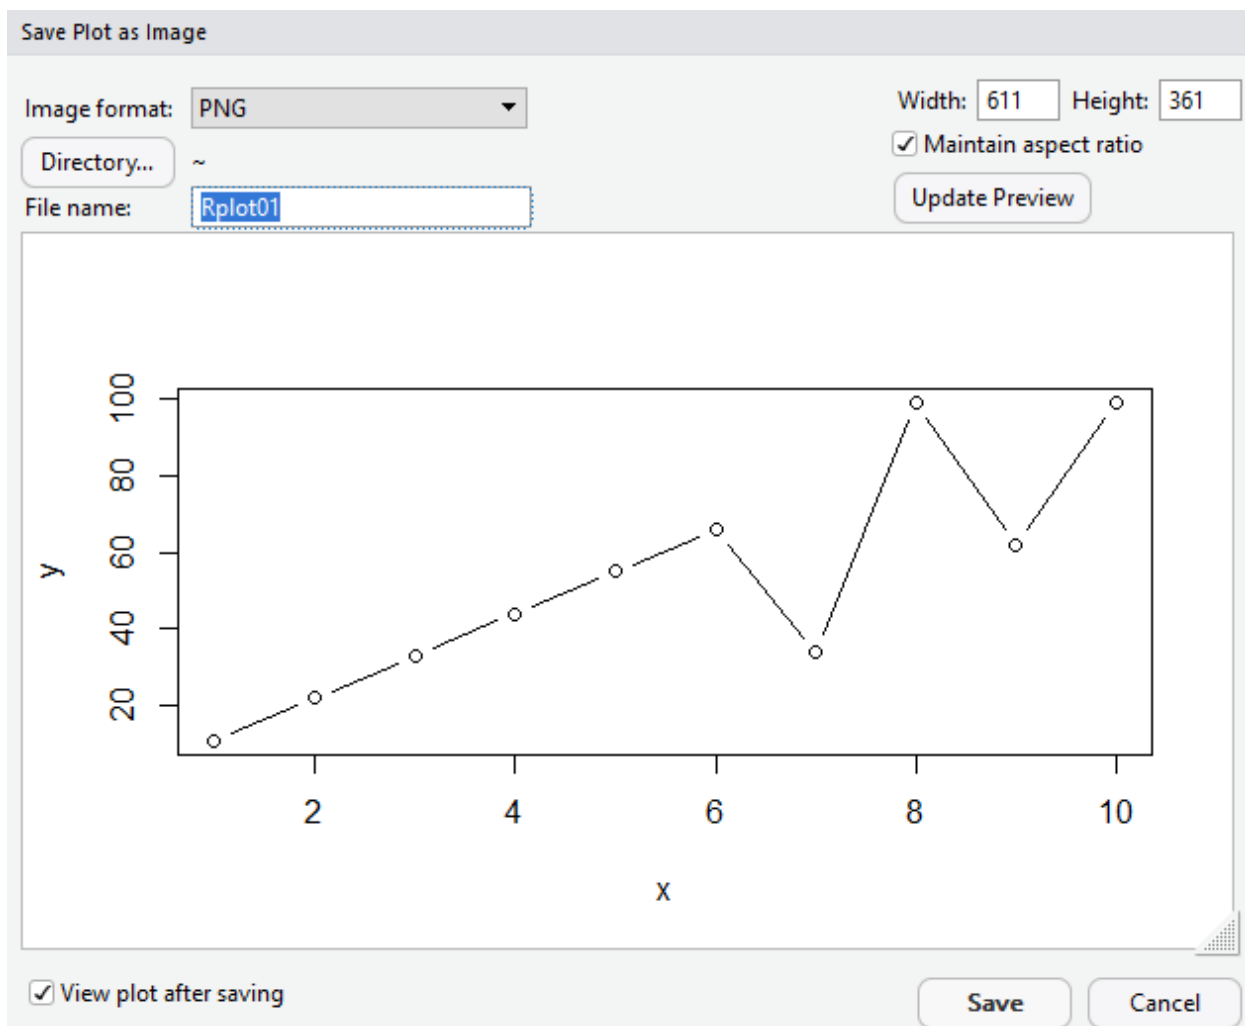 Save Plot as Image
Image format: PNG
Width: 611 Height: 361
Directory... ~
Maintain aspect ratio
File name: Rplot01
Update Preview
100
80
60
40
20
y
2 4 6 8 10
x
View plot after saving
Save Cancel